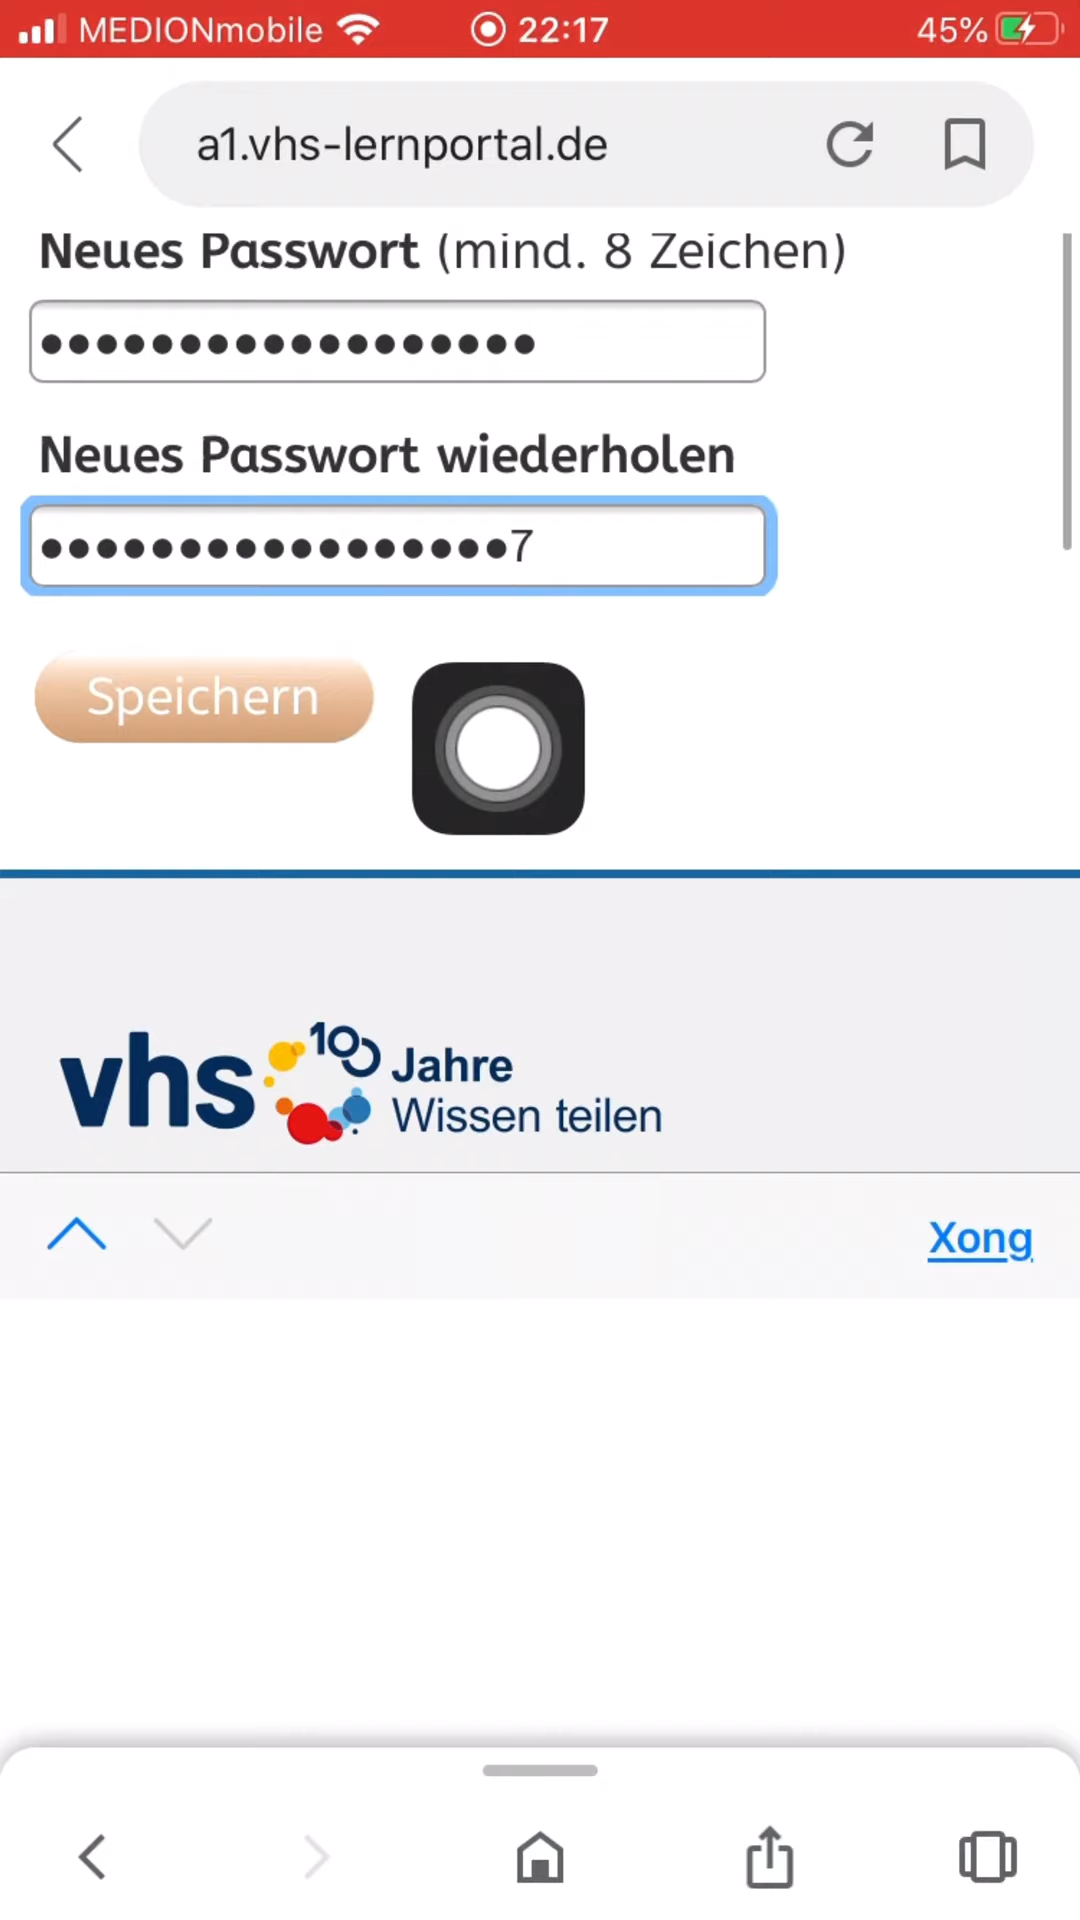 MEDIONmobile 22:17 45%
a1.vhs-lernportal.de
Neues Passwort (mind. 8 Zeichen)
••••••••••••••••••
Neues Passwort wiederholen
•••••••••••••••••7
Speichern
vhs 100 Jahre
Wissen teilen
Xong